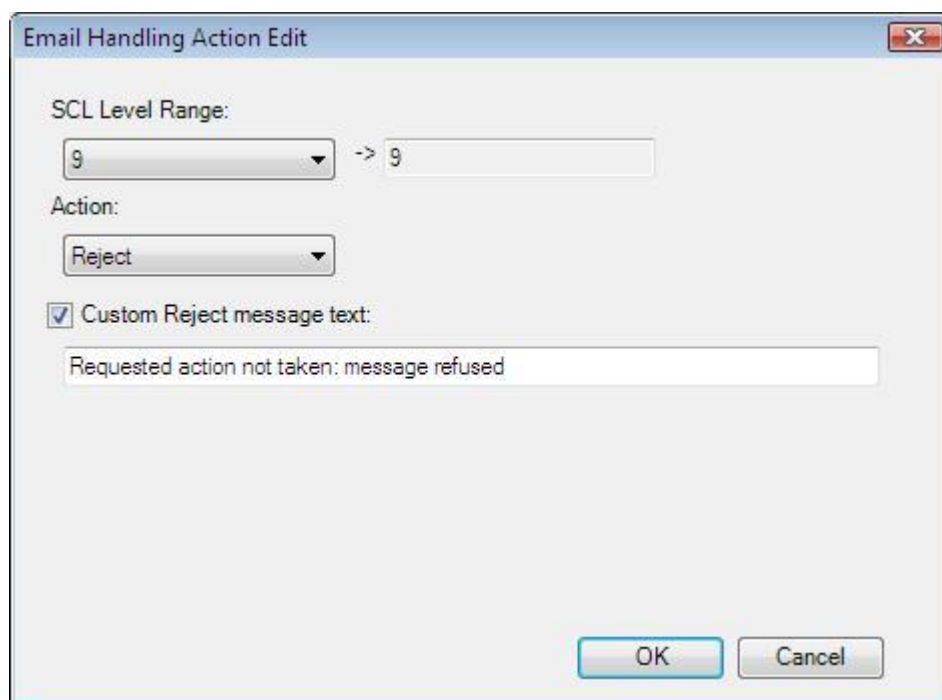 Email Handling Action Edit
SCL Level Range:
9 -> 9
Action:
Reject
Custom Reject message text:
Requested action not taken: message refused
OK Cancel